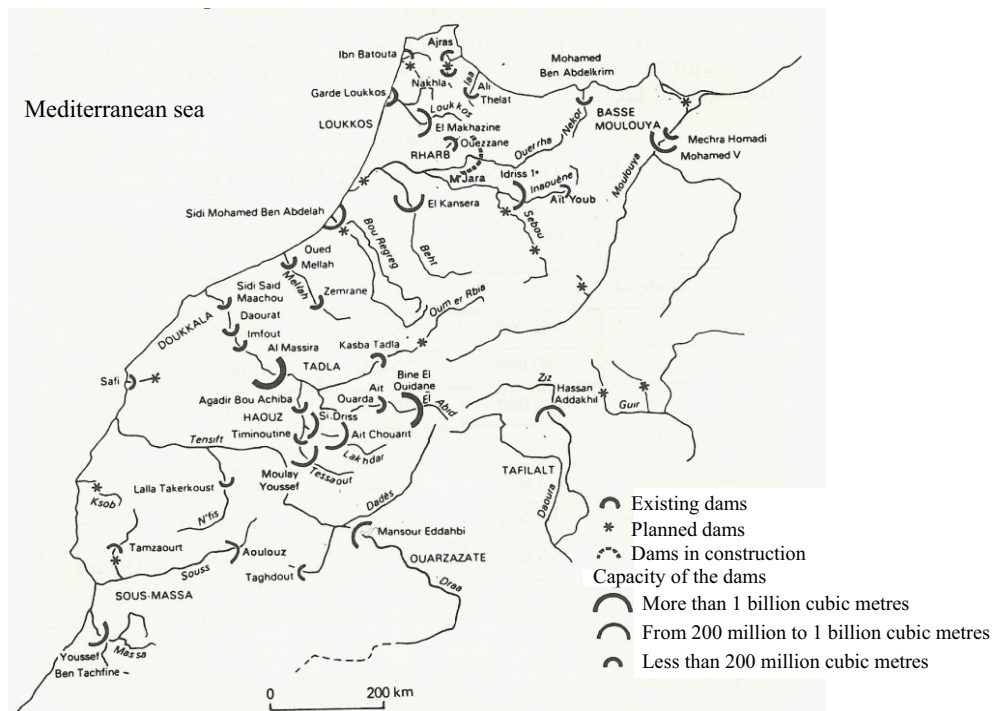 Ajras
Ibn Batouta
Mohamed
Ben Abdelkrim
Mediterranean sea
Nakhla
Iaa
Ali
Thelat
Garde Loukkos
Loukkos
LOUKKOS
El Makhazine
Nekor
BASSE
MOULOUYA
Mechra Homadi
Mohamed V
Ouezzane
RHARB
Ouerrha
M'Jara
Idriss 1ᵉ
Inaouène
Aït Youb
Moulouya
El Kansera
Sebou
Sidi Mohamed Ben Abdelah
Bou Regreg
Beht
Oued
Mellah
Mellah
Zemrane
Sidi Said
Maachou
Oum er Rbia
Daourat
DOUKKALA
Imfout
Al Massira
Kasba Tadla
TADLA
Safi
Bine El
Ouidane
Ait
Ouarda
El
Abid
Ziz
Hassan
Addakhil
Guir
Agadir Bou Achiba
HAOUZ
Si-Driss
Timinoutine
Ait Chouarit
Lakhdar
Tensift
Moulay
Youssef
Tessaout
TAFILALT
Daoura
Lalla Takerkoust
Ksob
N'fis
Dadès
Mansour Eddahbi
Existing dams
Planned dams
Dams in construction
Tamzaourt
Aoulouz
OUARZAZATE
Souss
Taghdout
Draa
Capacity of the dams
SOUS-MASSA
More than 1 billion cubic metres
From 200 million to 1 billion cubic metres
Less than 200 million cubic metres
Massa
Youssef
Ben Tachfine
0 200 km